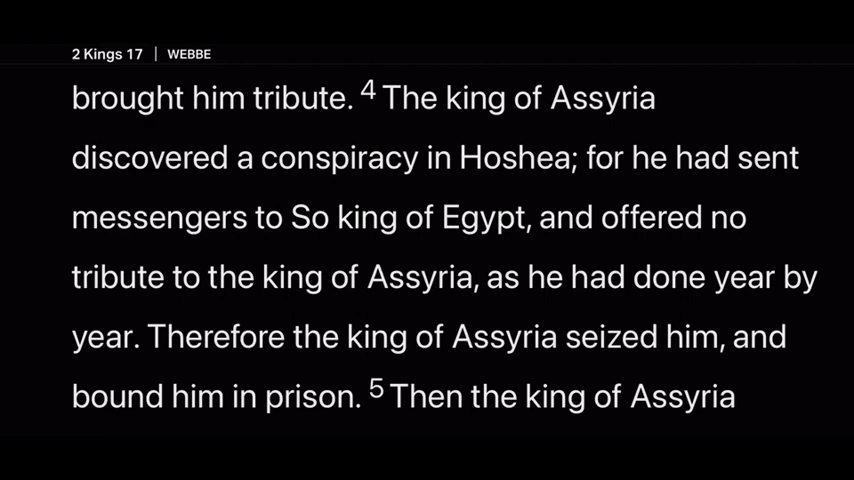 2 Kings 17 | WEBBE
brought him tribute. 4 The king of Assyria
discovered a conspiracy in Hoshea; for he had sent
messengers to So king of Egypt, and offered no
tribute to the king of Assyria, as he had done year by
year. Therefore the king of Assyria seized him, and
bound him in prison. 5 Then the king of Assyria